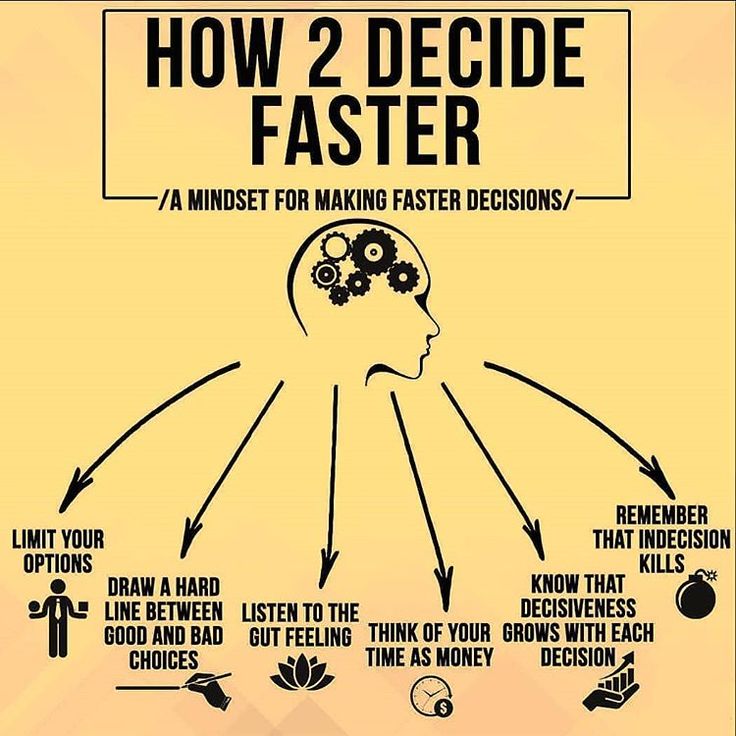 HOW 2 DECIDE
FASTER
/A MINDSET FOR MAKING FASTER DECISIONS/
LIMIT YOUR
OPTIONS
DRAW A HARD
LINE BETWEEN
GOOD AND BAD
CHOICES
LISTEN TO THE
GUT FEELING
THINK OF YOUR
TIME AS MONEY
$
KNOW THAT
DECISIVENESS
GROWS WITH EACH
DECISION
REMEMBER
THAT INDECISION
KILLS